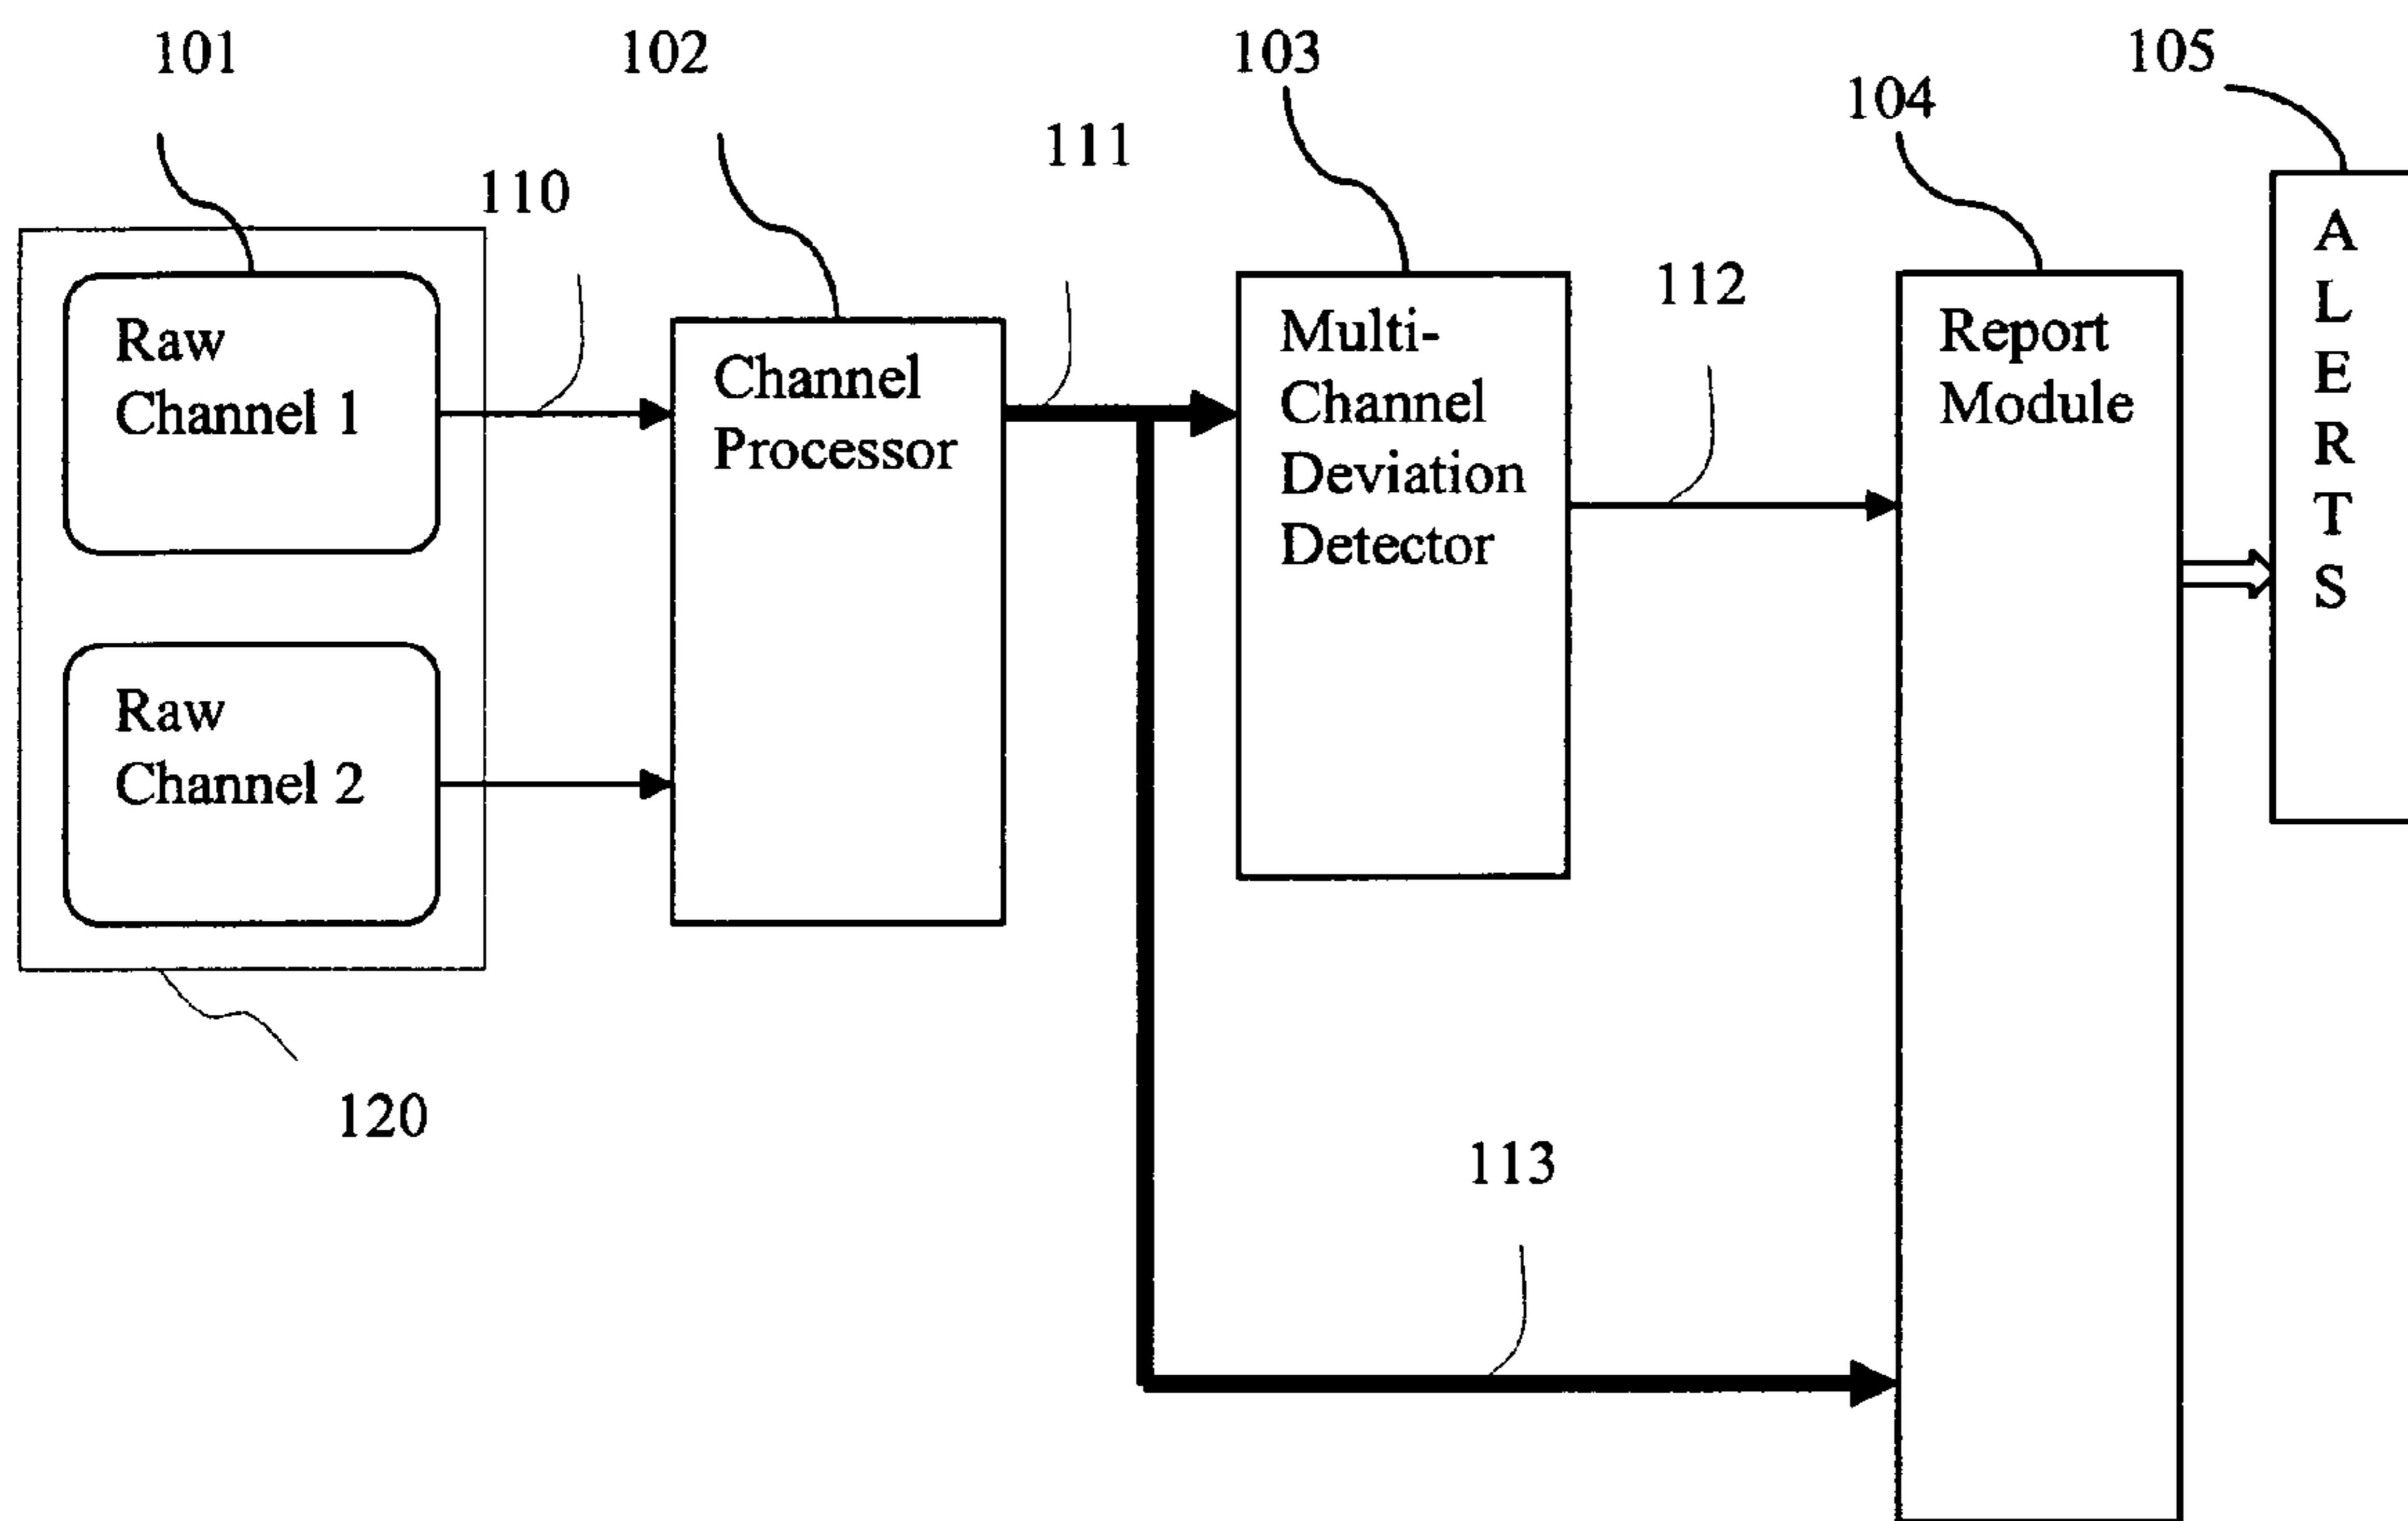 101
102
103
104
105
110
111
112
Raw
Channel 1
Channel
Processor
Multi-
Channel
Deviation
Detector
Report
Module
A
L
E
R
T
S
Raw
Channel 2
120
113